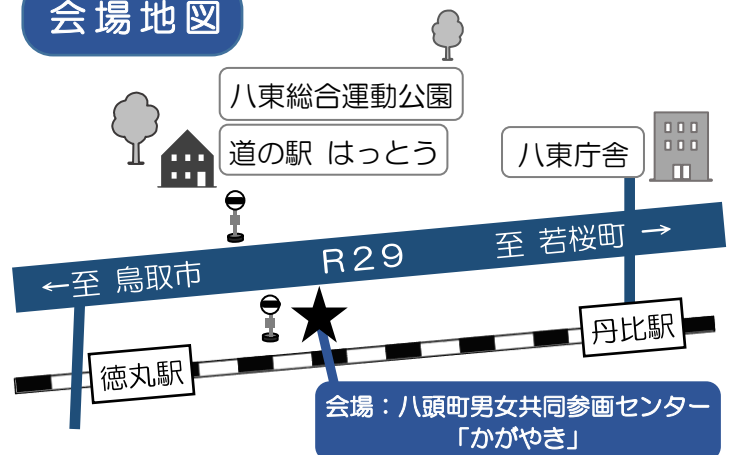 会場地図
八東総合運動公園
道の駅 はっとう
八東庁舎
←至 鳥取市
R29
至 若桜町 →
徳丸駅
丹比駅
会場：八頭町男女共同参画センター
「かがやき」